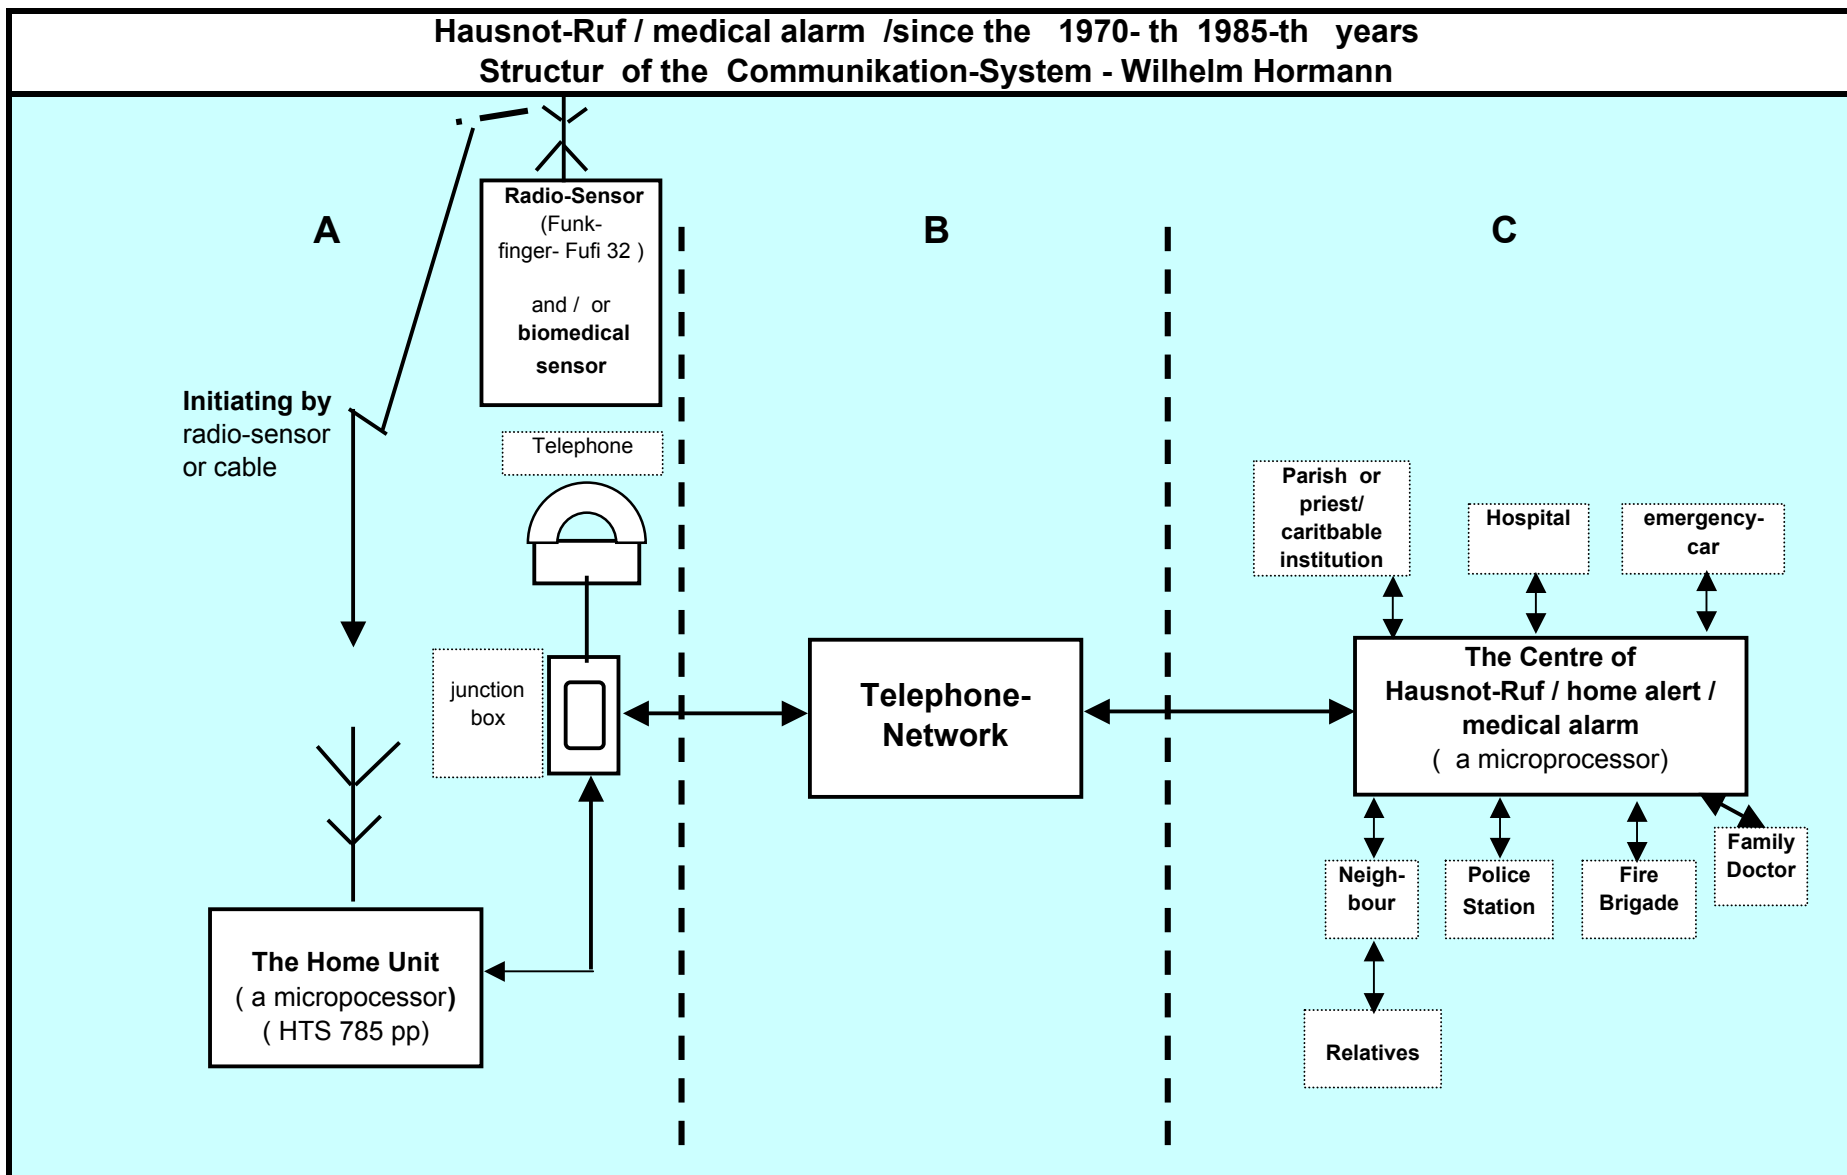 Hausnot-Ruf / medical alarm /since the 1970- th 1985-th years
Structur of the Communikation-System - Wilhelm Hormann
A
B
C
Radio-Sensor
(Funk-
finger- Fufi 32 )
and / or
biomedical
sensor
Initiating by
radio-sensor
or cable
Telephone
junction
box
The Home Unit
( a micropocessor)
( HTS 785 pp)
Telephone-
Network
Parish or
priest/
caritbable
institution
Hospital
emergency-
car
The Centre of
Hausnot-Ruf / home alert /
medical alarm
( a microprocessor)
Neigh-
bour
Police
Station
Fire
Brigade
Family
Doctor
Relatives